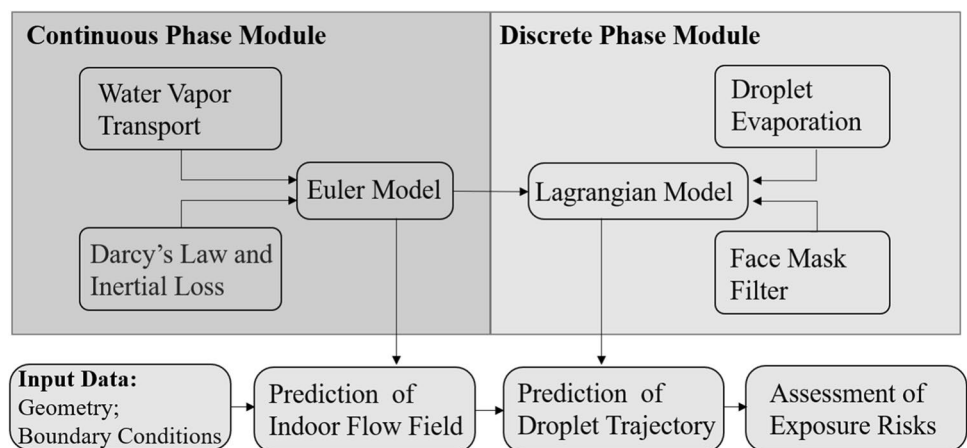 Continuous Phase Module
Water Vapor
Transport
Euler Model
Darcy’s Law and
Inertial Loss
Discrete Phase Module
Droplet
Evaporation
Lagrangian Model
Face Mask
Filter
Input Data:
Geometry;
Boundary Conditions
Prediction of
Indoor Flow Field
Prediction of
Droplet Trajectory
Assessment of
Exposure Risks